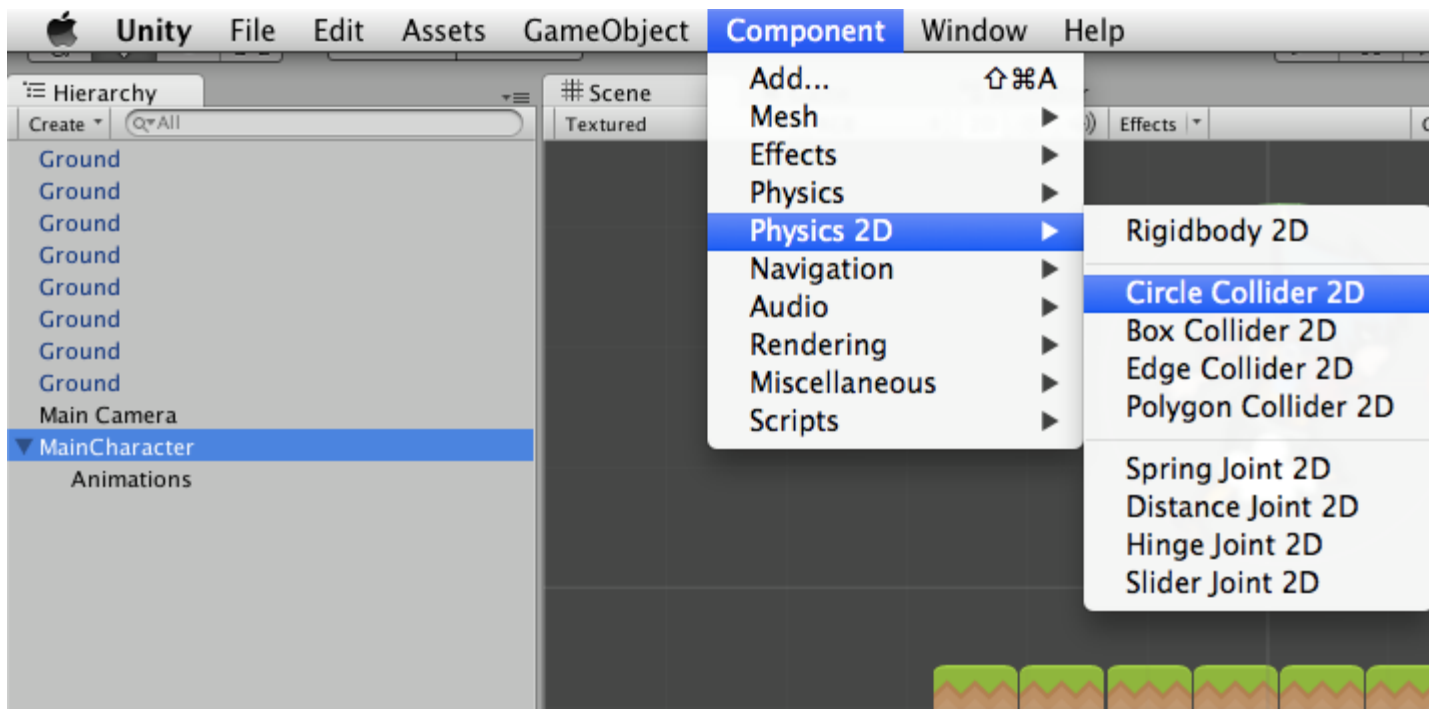 Unity File Edit Assets GameObject Component Window Help
Hierarchy
Create All
Ground
Ground
Ground
Ground
Ground
Ground
Ground
Ground
Main Camera
MainCharacter
Animations
# Scene
Textured
Effects
Add... ⇧⌘A
Mesh
Effects
Physics
Physics 2D
Navigation
Audio
Rendering
Miscellaneous
Scripts
Rigidbody 2D
Circle Collider 2D
Box Collider 2D
Edge Collider 2D
Polygon Collider 2D
Spring Joint 2D
Distance Joint 2D
Hinge Joint 2D
Slider Joint 2D